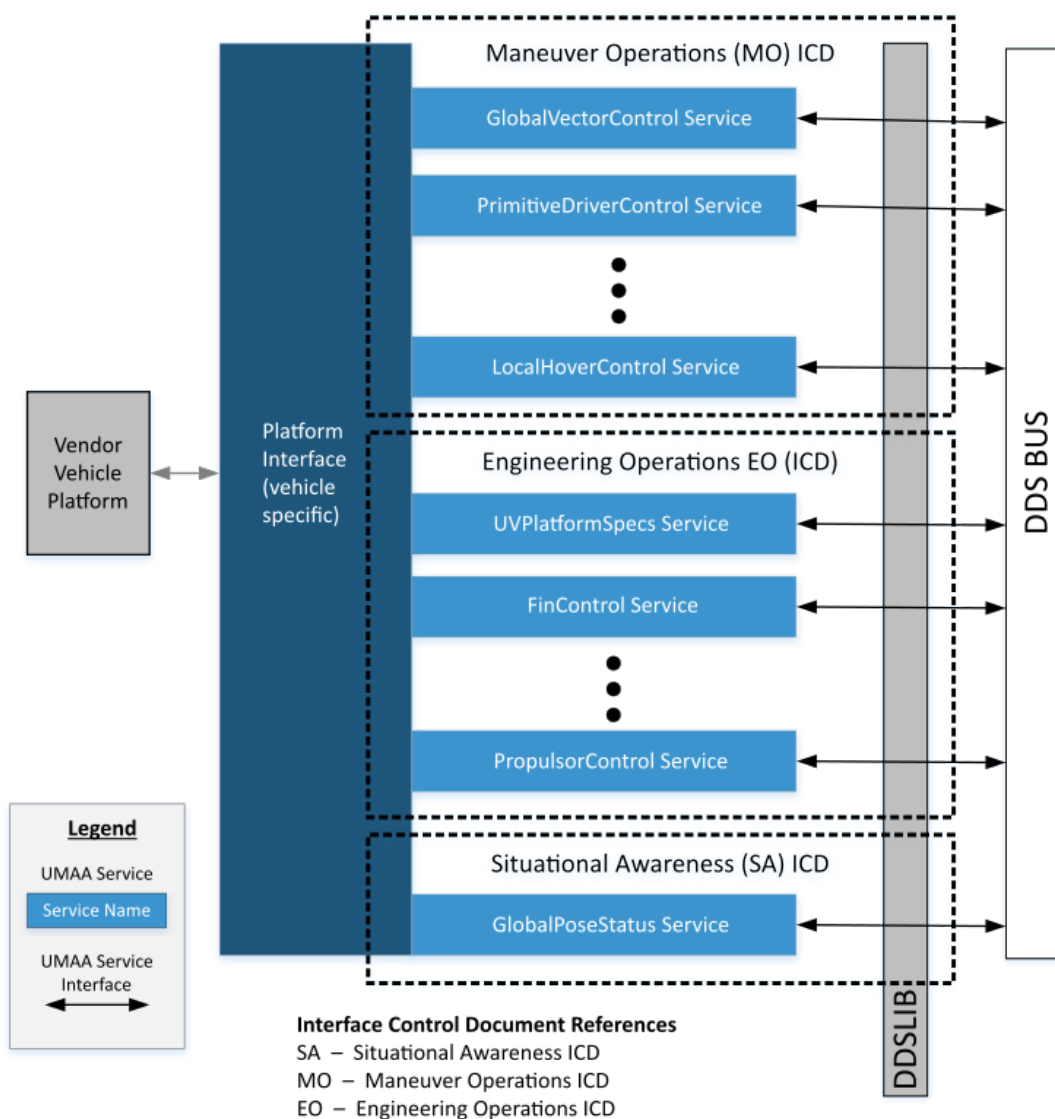 Maneuver Operations (MO) ICD
GlobalVectorControl Service
PrimitiveDriverControl Service
LocalHoverControl Service
Vendor
Vehicle
Platform
Platform
Interface
(vehicle
specific)
Engineering Operations EO (ICD)
UVPlatformSpecs Service
FinControl Service
PropulsorControl Service
Situational Awareness (SA) ICD
GlobalPoseStatus Service
DDSLIB
DDS BUS
Legend
UMAA Service
Service Name
UMAA Service
Interface
Interface Control Document References
SA – Situational Awareness ICD
MO – Maneuver Operations ICD
EO – Engineering Operations ICD